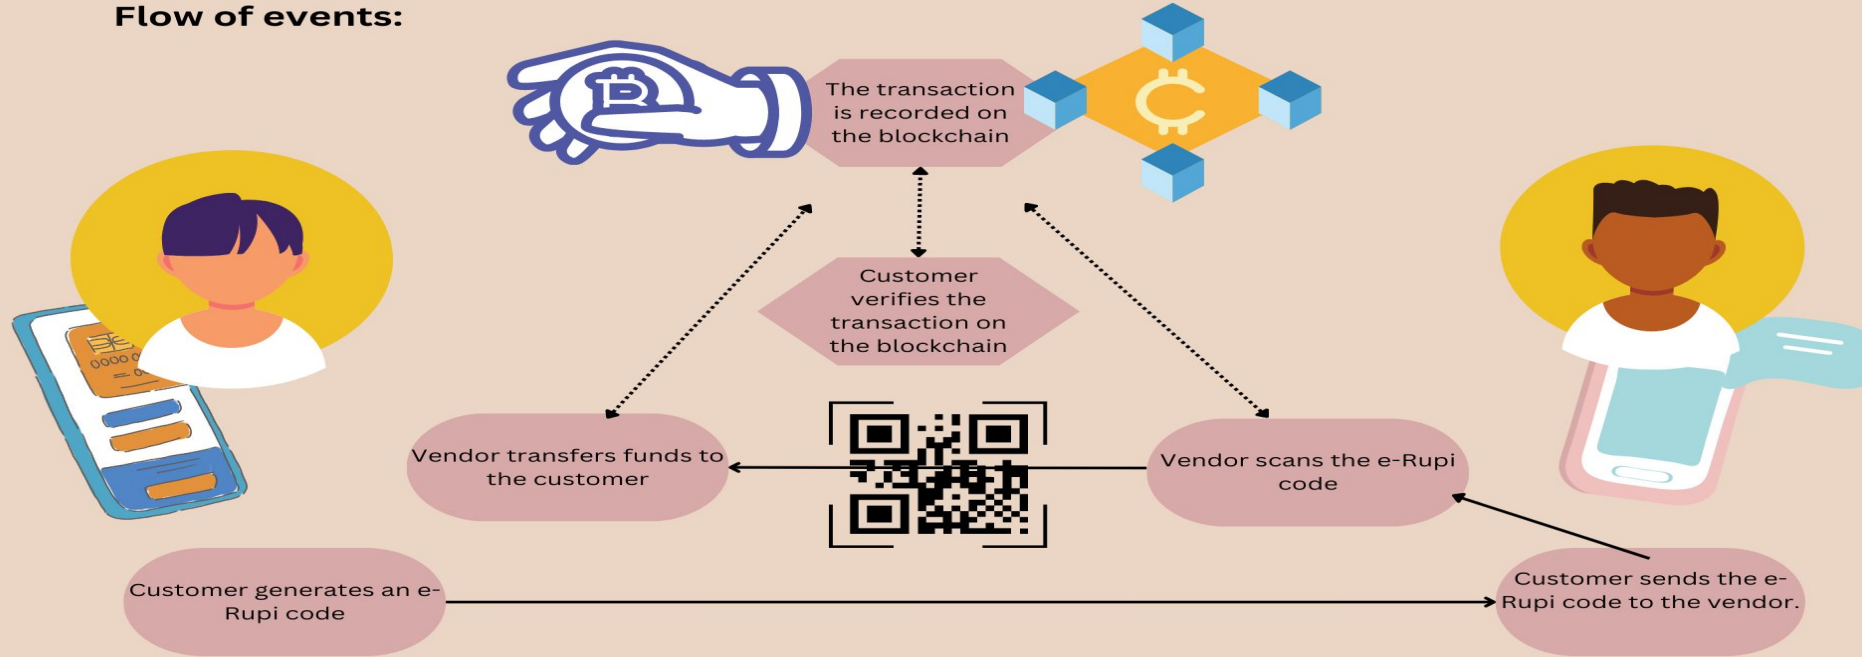 Flow of events:
The transaction
is recorded on
the blockchain
Customer
verifies the
transaction on
the blockchain
Vendor transfers funds to
the customer
Vendor scans the e-Rupi
code
Customer generates an e-
Rupi code
Customer sends the e-
Rupi code to the vendor.